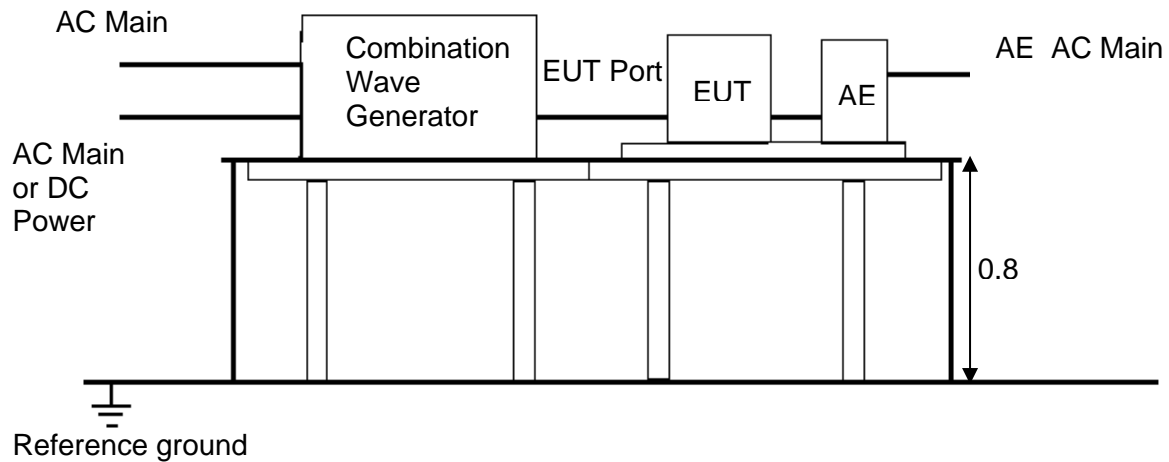 AC Main
Combination
Wave
Generator
EUT Port
EUT
AE
AE AC Main
AC Main
or DC
Power
0.8
Reference ground